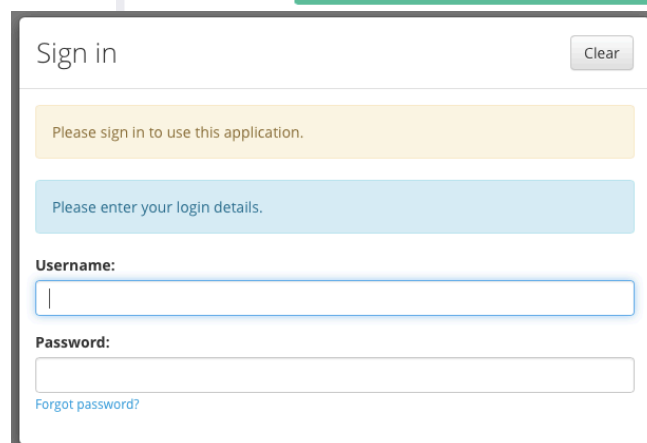 Sign in
Clear
Please sign in to use this application.
Please enter your login details.
Username:
Password:
Forgot password?